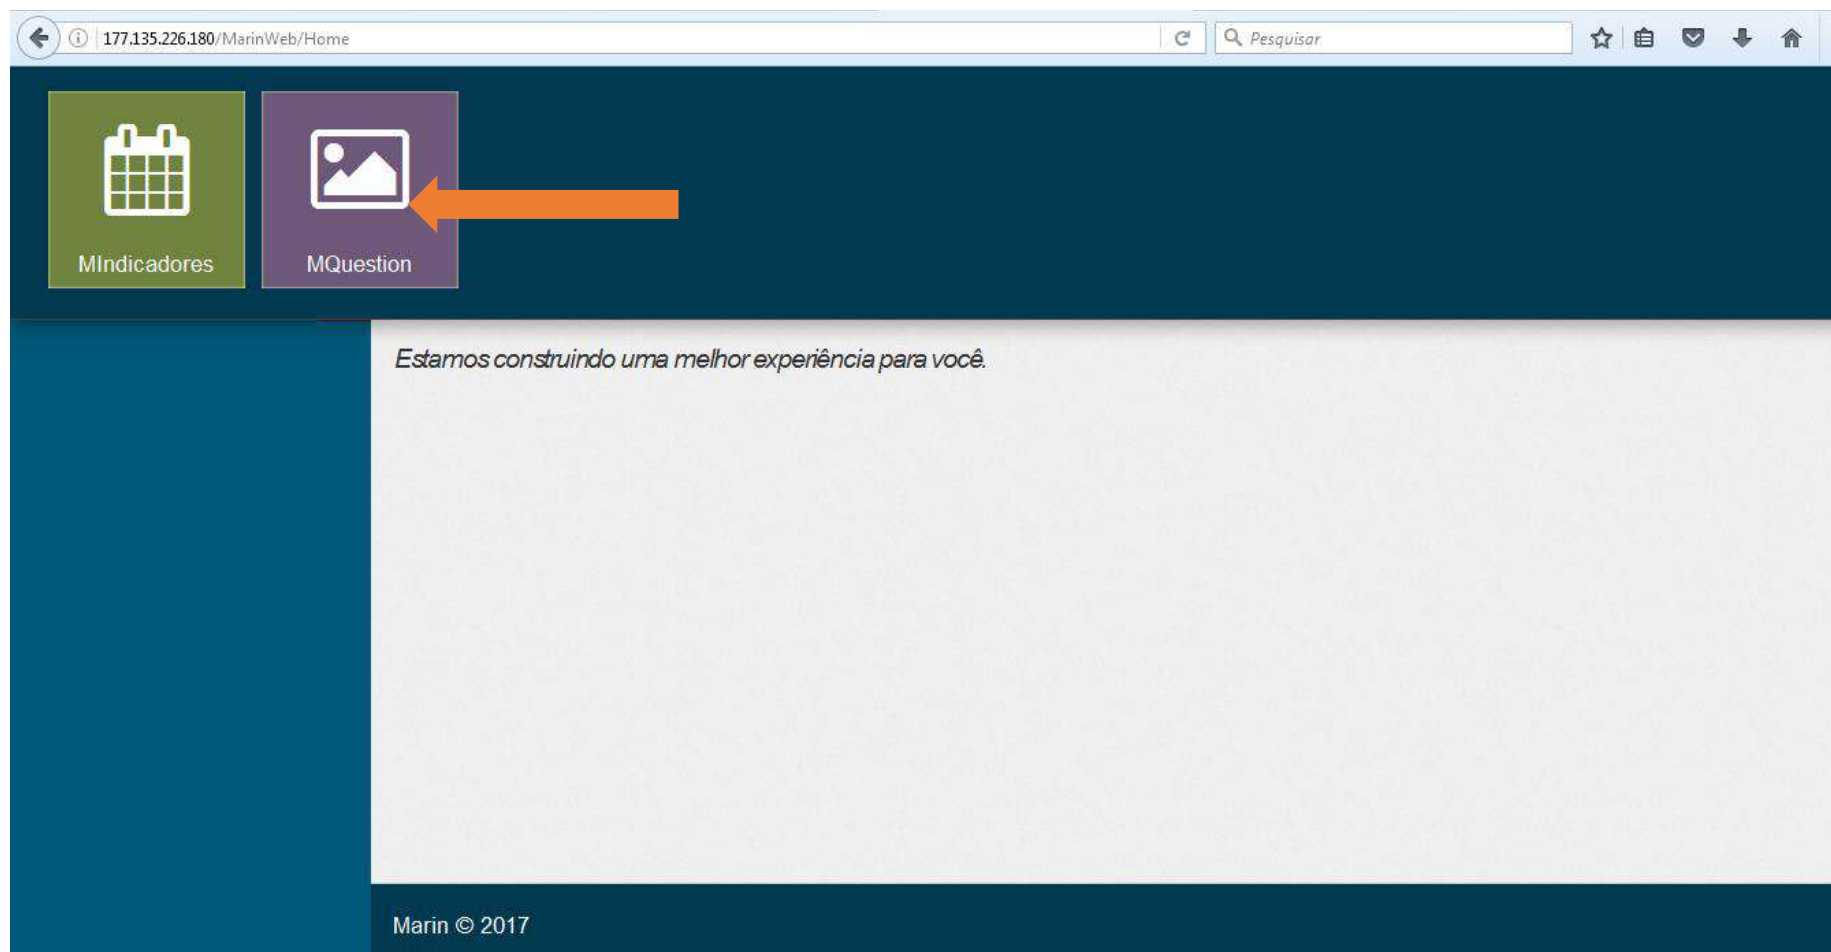 177.135.226.180/MarinWeb/Home
Pesquisar
MIndicadores
MQuestion
Estamos construindo uma melhor experiência para você.
Marin © 2017